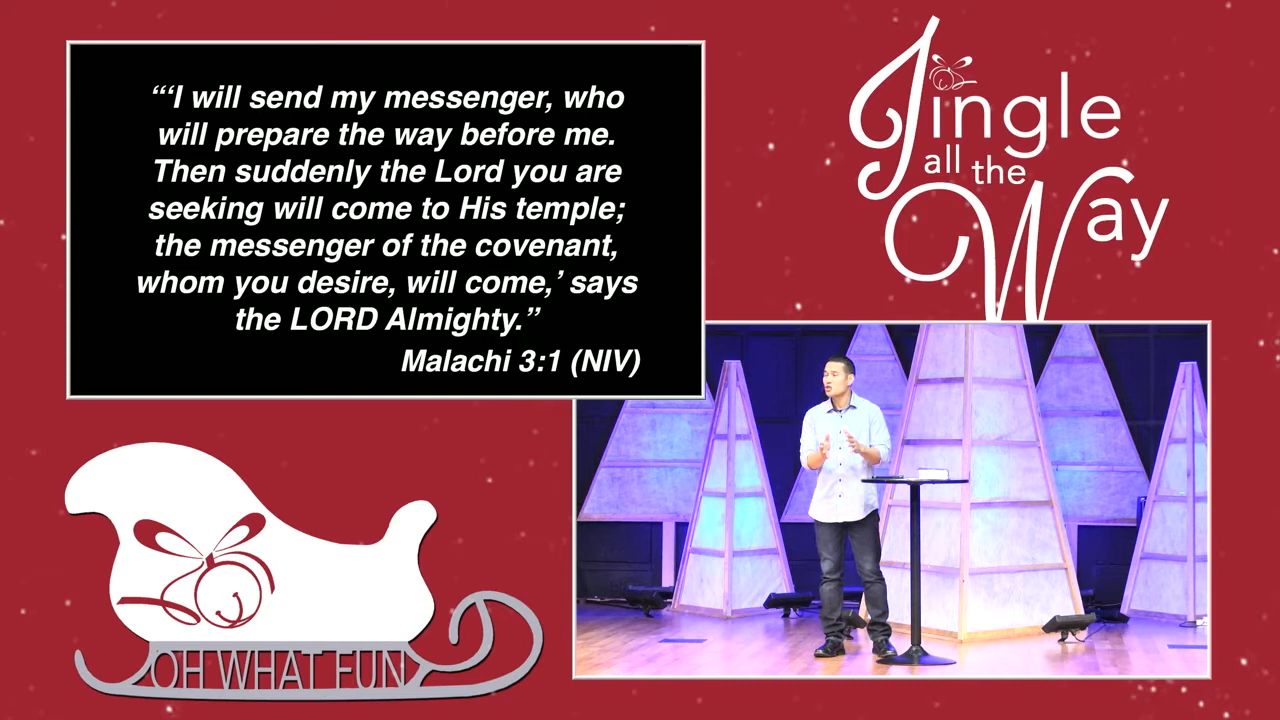 “‘I will send my messenger, who
will prepare the way before me.
Then suddenly the Lord you are
seeking will come to His temple;
the messenger of the covenant,
whom you desire, will come,’ says
the LORD Almighty.”
Malachi 3:1 (NIV)
Jingle
all the
Way
OH WHAT FUN